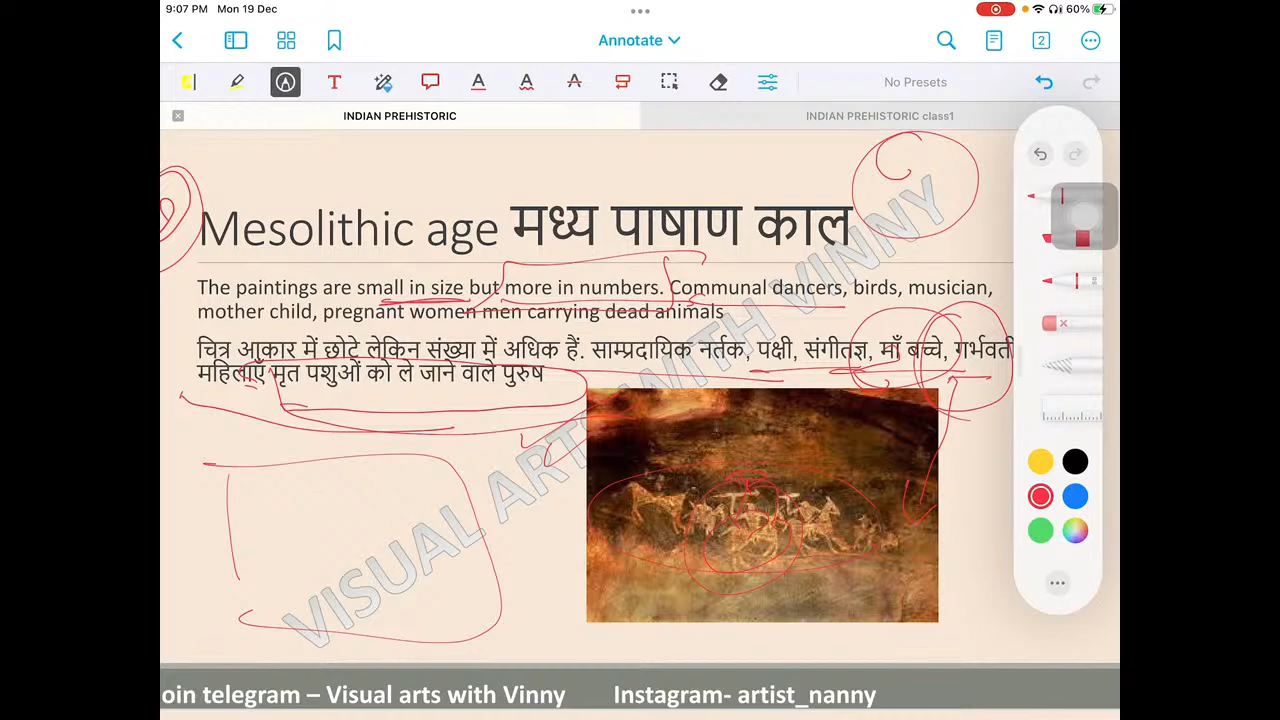 9:07 PM Mon 19 Dec
60%
Annotate
2
T
A
A
A
No Presets
INDIAN PREHISTORIC
INDIAN PREHISTORIC class1
Mesolithic age मध्य पाषाण काल
The paintings are small in size but more in numbers. Communal dancers, birds, musician,
mother child, pregnant women men carrying dead animals
चित्र आकार में छोटे लेकिन संख्या में अधिक हैं. साम्प्रदायिक नर्तक, पक्षी, संगीतज्ञ, माँ बच्चे, गर्भवती
महिलाएँ मृत पशुओं को ले जाने वाले पुरुष
VISUAL ARTS WITH VINNY
oin telegram – Visual arts with Vinny Instagram- artist_nanny